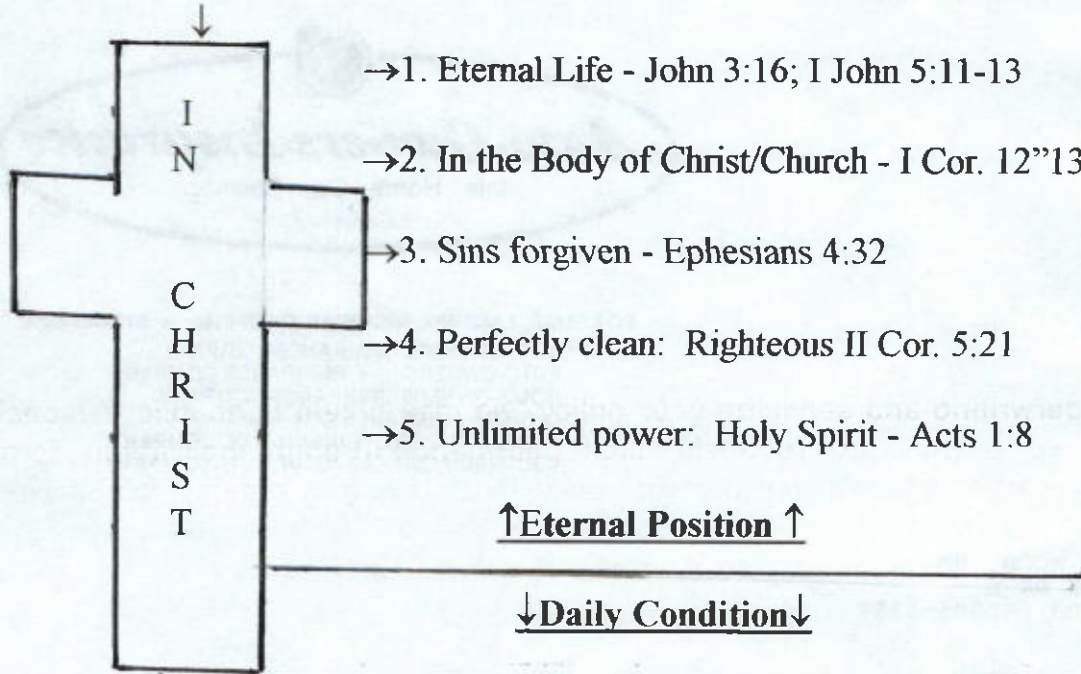 ↓
→1. Eternal Life - John 3:16; I John 5:11-13
→2. In the Body of Christ/Church - I Cor. 12”13
→3. Sins forgiven - Ephesians 4:32
→4. Perfectly clean: Righteous II Cor. 5:21
→5. Unlimited power: Holy Spirit - Acts 1:8
I
N
C
H
R
I
S
T
↑Eternal Position ↑
↓Daily Condition↓